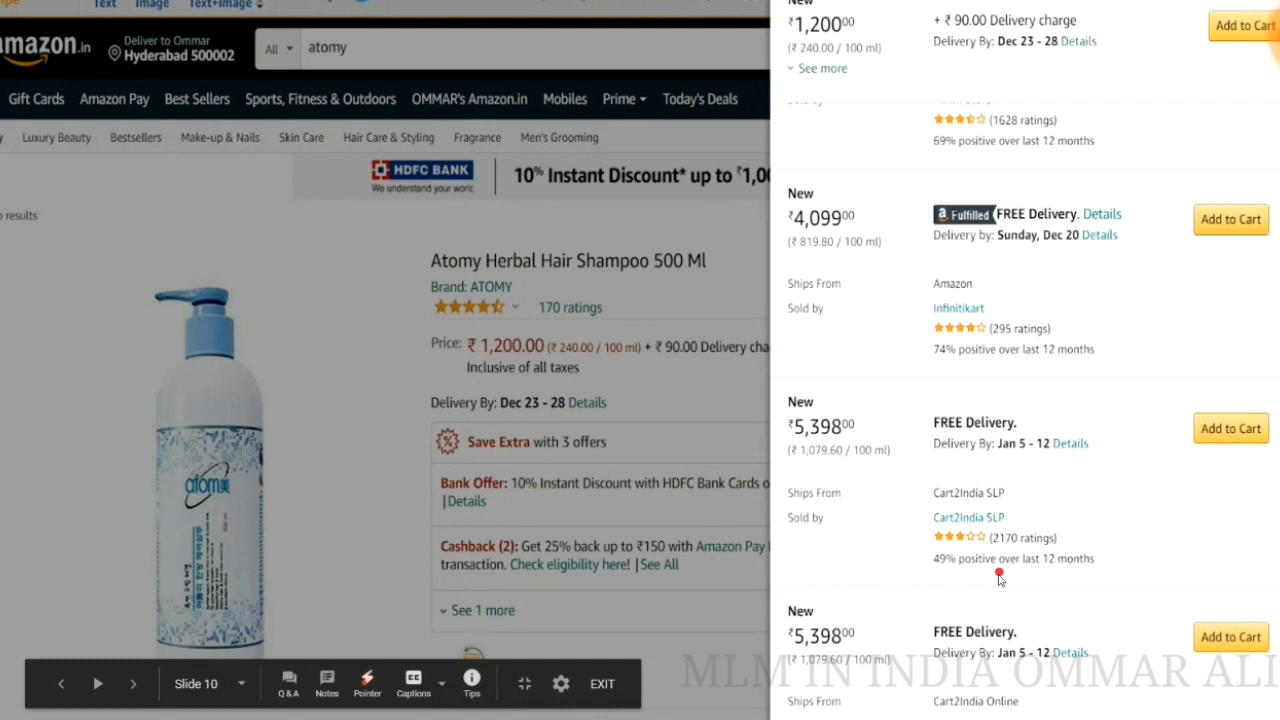 Text Image Text+Image
amazon.in
Deliver to Ommar
Hyderabad 500002
All
atomy
Gift Cards Amazon Pay Best Sellers Sports, Fitness & Outdoors OMMAR's Amazon.in Mobiles Prime Today's Deals
Luxury Beauty Bestsellers Make-up & Nails Skin Care Hair Care & Styling Fragrance Men's Grooming
HDFC BANK
We understand your world
10% Instant Discount* up to ₹1,00
results
atom美
Atomy Herbal Hair Shampoo 500 Ml
Brand: ATOMY
170 ratings
Price: ₹ 1,200.00 (₹ 240.00 / 100 ml) + ₹ 90.00 Delivery cha
Inclusive of all taxes
Delivery By: Dec 23 - 28 Details
Save Extra with 3 offers
Bank Offer: 10% Instant Discount with HDFC Bank Cards o
|Details
Cashback (2): Get 25% back up to ₹150 with Amazon Pay
transaction. Check eligibility here! |See All
See 1 more
New
₹1,200⁰⁰
(₹ 240.00 / 100 ml)
See more
+ ₹ 90.00 Delivery charge
Delivery By: Dec 23 - 28 Details
Add to Cart
(1628 ratings)
69% positive over last 12 months
New
₹4,099⁰⁰
(₹ 819.80 / 100 ml)
a Fulfilled FREE Delivery. Details
Delivery by: Sunday, Dec 20 Details
Add to Cart
Ships From Amazon
Sold by Infinitikart
(295 ratings)
74% positive over last 12 months
New
₹5,398⁰⁰
(₹ 1,079.60 / 100 ml)
FREE Delivery.
Delivery By: Jan 5 - 12 Details
Add to Cart
Ships From Cart2India SLP
Sold by Cart2India SLP
(2170 ratings)
49% positive over last 12 months
New
₹5,398⁰⁰
(₹ 1,079.60 / 100 ml)
FREE Delivery.
Delivery By: Jan 5 - 12 Details
Add to Cart
Ships From Cart2India Online
MLM IN INDIA OMMAR ALI
Slide 10 Q&A Notes Pointer Captions Tips EXIT